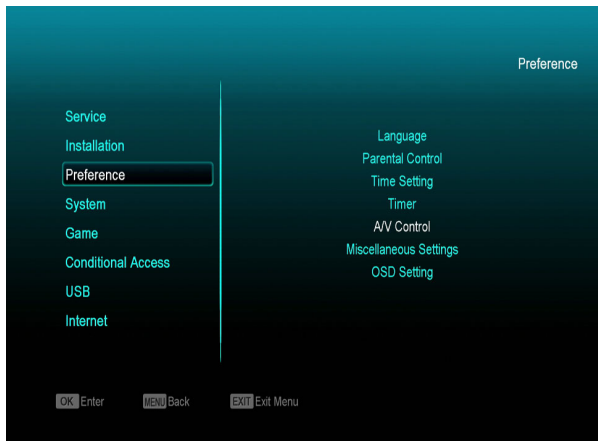 Preference
Service
Installation
Preference
System
Game
Conditional Access
USB
Internet
Language
Parental Control
Time Setting
Timer
A/V Control
Miscellaneous Settings
OSD Setting
OK Enter MENU Back EXIT Exit Menu